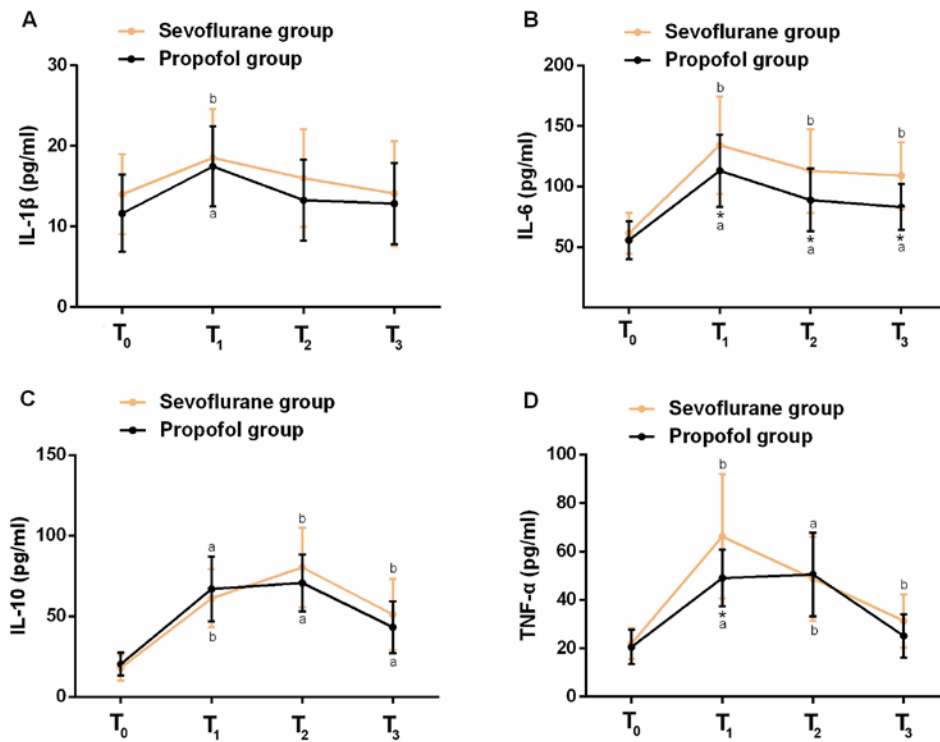 A
Sevoflurane group
Propofol group
IL-1β (pg/ml)
30
20
10
0
b
a
T0 T1 T2 T3
B
Sevoflurane group
Propofol group
IL-6 (pg/ml)
200
150
100
50
b b b
* * *
a a a
T0 T1 T2 T3
C
Sevoflurane group
Propofol group
IL-10 (pg/ml)
150
100
50
0
a b b
b a a
T0 T1 T2 T3
D
Sevoflurane group
Propofol group
TNF-α (pg/ml)
100
80
60
40
20
0
b a b
*
a b
T0 T1 T2 T3